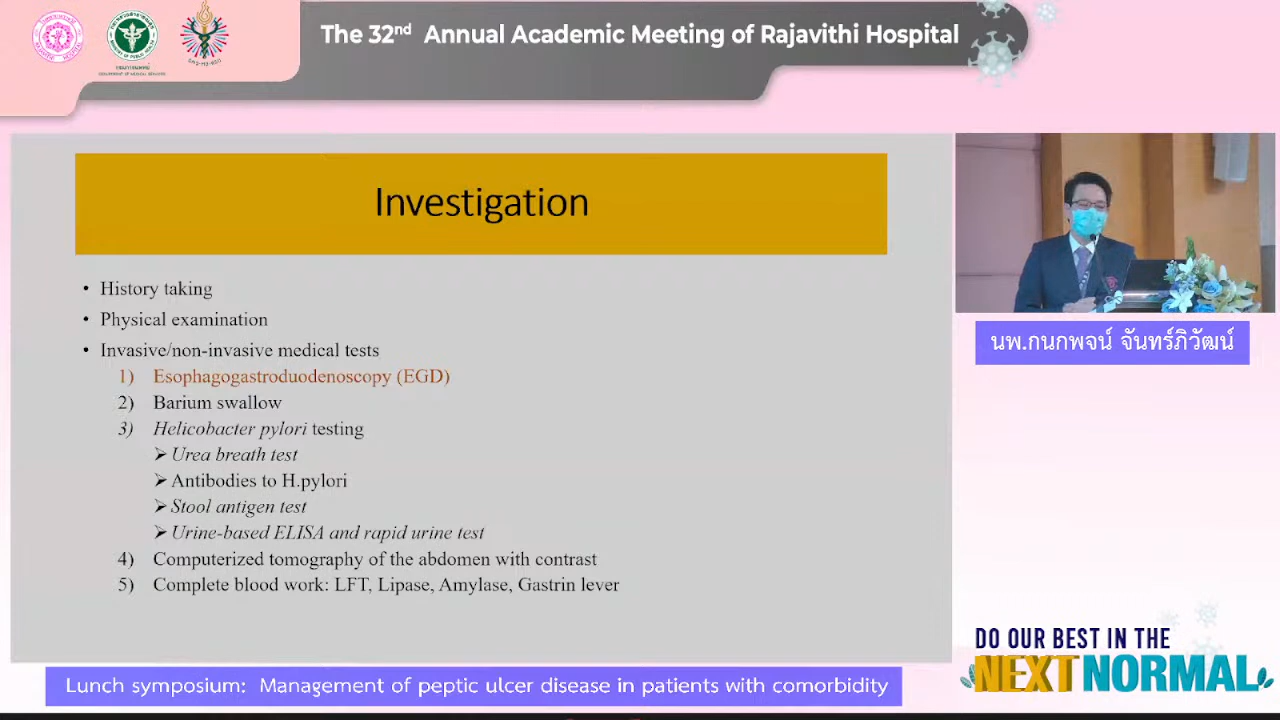 The 32nd Annual Academic Meeting of Rajavithi Hospital
Investigation
• History taking
• Physical examination
• Invasive/non-invasive medical tests
1) Esophagogastroduodenoscopy (EGD)
2) Barium swallow
3) Helicobacter pylori testing
➢ Urea breath test
➢ Antibodies to H.pylori
➢ Stool antigen test
➢ Urine-based ELISA and rapid urine test
4) Computerized tomography of the abdomen with contrast
5) Complete blood work: LFT, Lipase, Amylase, Gastrin lever
นพ.กนกพจน์ จันทร์ภิวัฒน์
DO OUR BEST IN THE
NEXT NORMAL
Lunch symposium: Management of peptic ulcer disease in patients with comorbidity